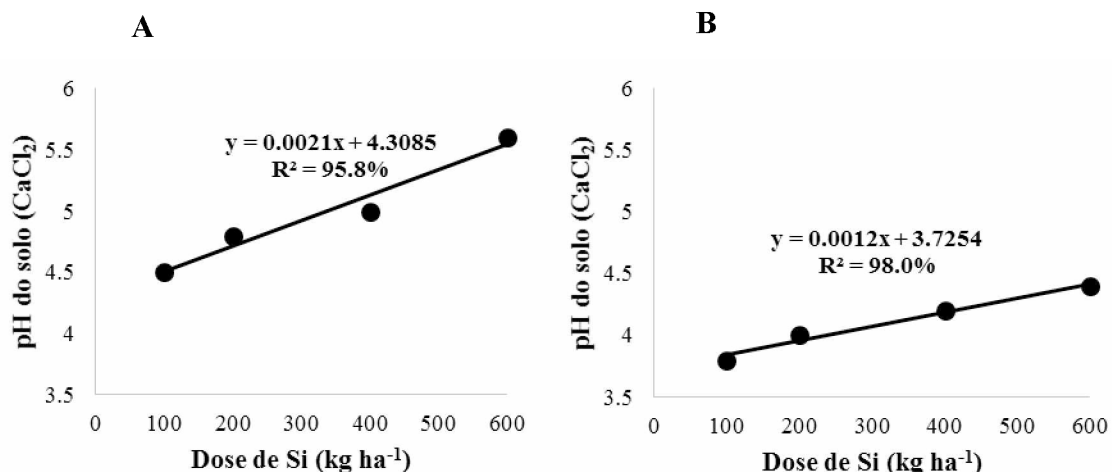 A
pH do solo (CaCl₂)
6
5.5
5
4.5
4
3.5
y = 0.0021x + 4.3085
R² = 95.8%
0 100 200 300 400 500 600
Dose de Si (kg ha⁻¹)
B
pH do solo (CaCl₂)
6
5.5
5
4.5
4
3.5
y = 0.0012x + 3.7254
R² = 98.0%
0 100 200 300 400 500 600
Dose de Si (kg ha⁻¹)